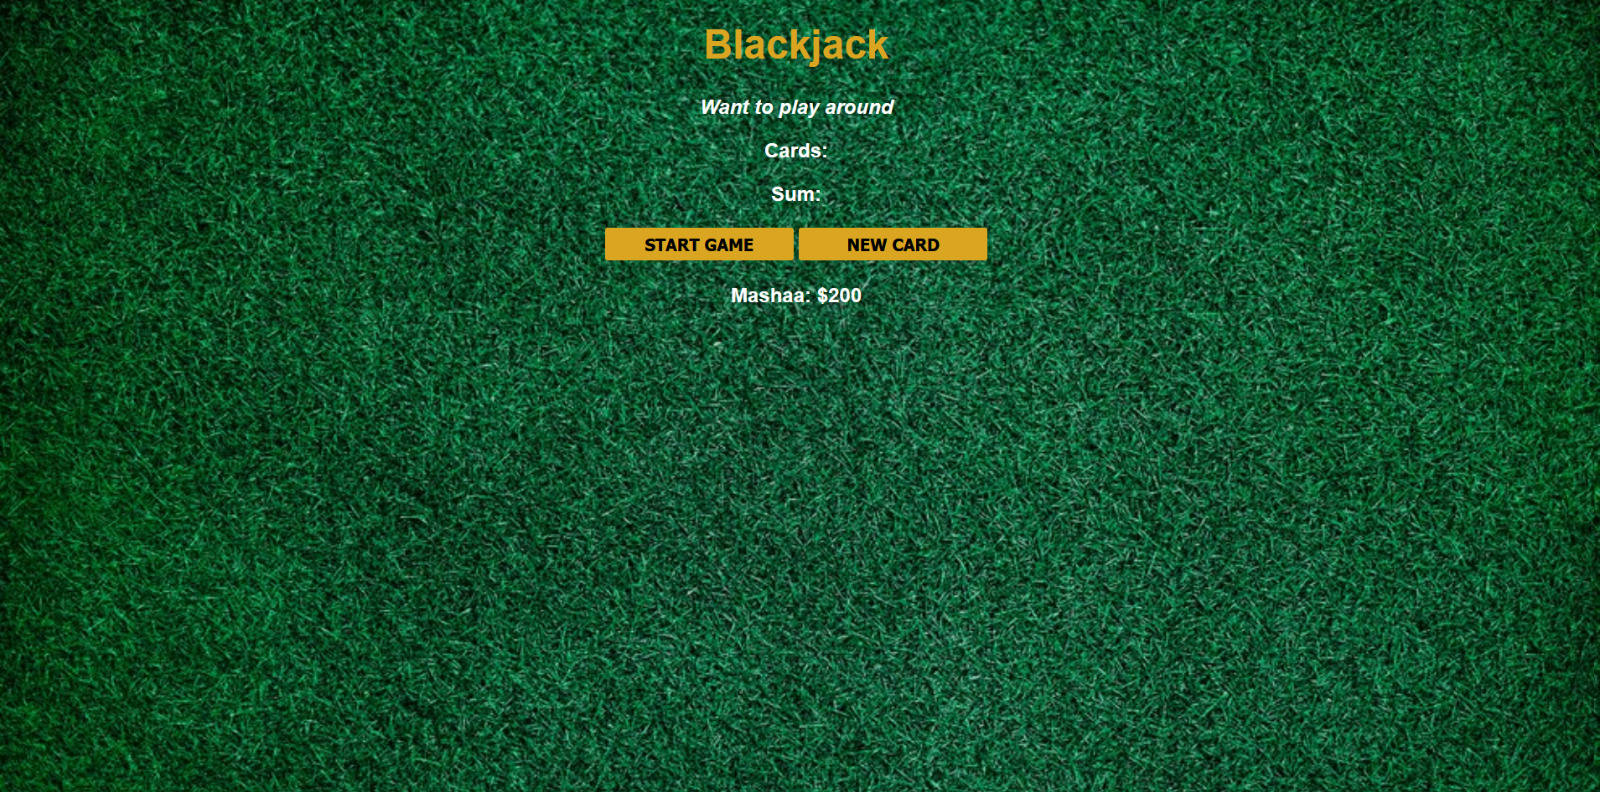 Blackjack
Want to play around
Cards:
Sum:
START GAME NEW CARD
Mashaa: $200